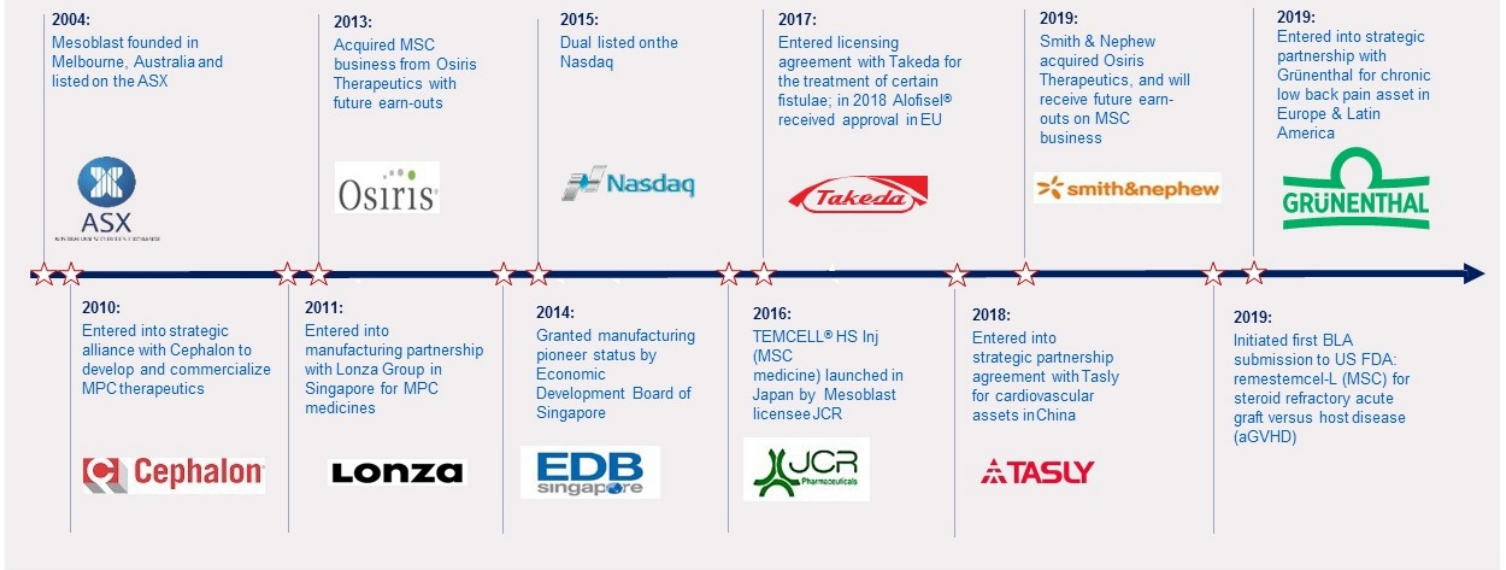 2004:
Mesoblast founded in
Melbourne, Australia and
listed on the ASX
ASX
2013:
Acquired MSC
business from Osiris
Therapeutics with
future earn-outs
Osiris
2015:
Dual listed onthe
Nasdaq
Nasdaq
2017:
Entered licensing
agreement with Takeda for
the treatment of certain
fistulae; in 2018 Alofisel®
received approval in EU
Takeda
2019:
Smith & Nephew
acquired Osiris
Therapeutics, and will
receive future earn-
outs on MSC
business
smith&nephew
2019:
Entered into strategic
partnership with
Grünenthal for chronic
low back pain asset in
Europe & Latin
America
GRÜNENTHAL
2010:
Entered into strategic
alliance with Cephalon to
develop and commercialize
MPC therapeutics
Cephalon
2011:
Entered into
manufacturing partnership
with Lonza Group in
Singapore for MPC
medicines
Lonza
2014:
Granted manufacturing
pioneer status by
Economic
Development Board of
Singapore
EDB
singapore
2016:
TEMCELL® HS Inj
(MSC
medicine) launched in
Japan by Mesoblast
licensee JCR
JCR
Pharmaceuticals
2018:
Entered into
strategic partnership
agreement with Tasly
for cardiovascular
assets in China
TASLY
2019:
Initiated first BLA
submission to US FDA:
remestemcel-L (MSC) for
steroid refractory acute
graft versus host disease
(aGVHD)